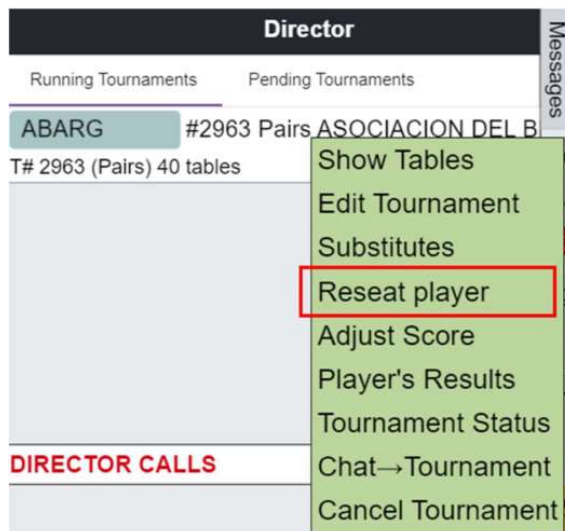 Director
Messages
Running Tournaments Pending Tournaments
ABARG #2963 Pairs ASOCIACION DEL B
T# 2963 (Pairs) 40 tables
Show Tables
Edit Tournament
Substitutes
Reseat player
Adjust Score
Player's Results
Tournament Status
DIRECTOR CALLS
Chat→Tournament
Cancel Tournament